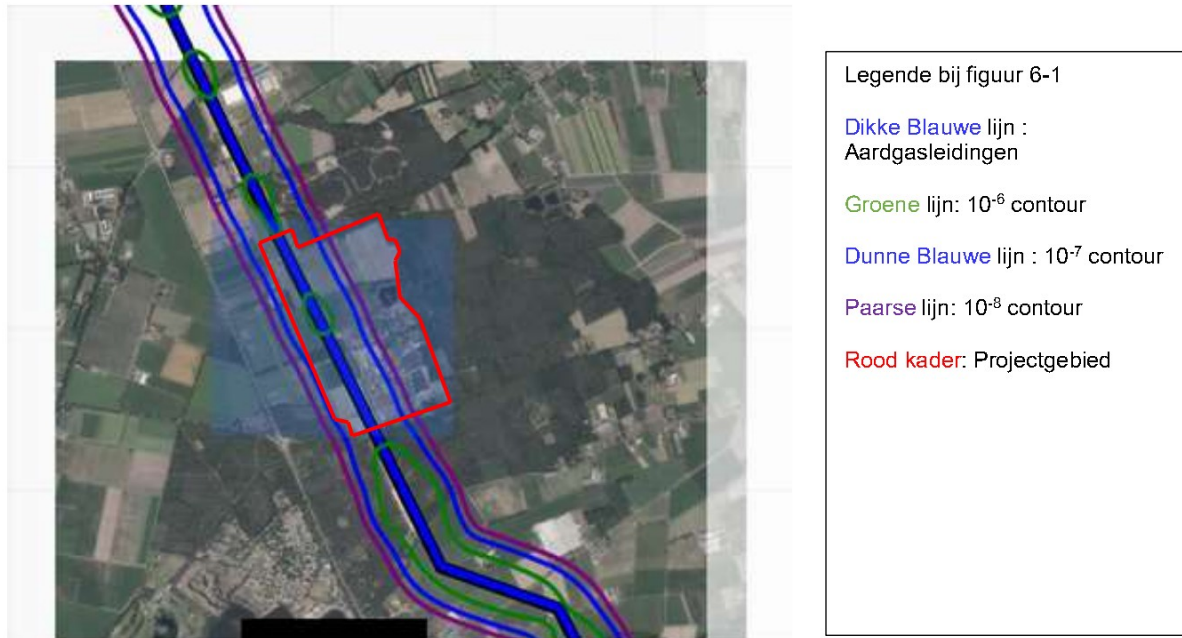 Legende bij figuur 6-1
Dikke Blauwe lijn :
Aardgasleidingen
Groene lijn: 10⁻⁶ contour
Dunne Blauwe lijn : 10⁻⁷ contour
Paarse lijn: 10⁻⁸ contour
Rood kader: Projectgebied